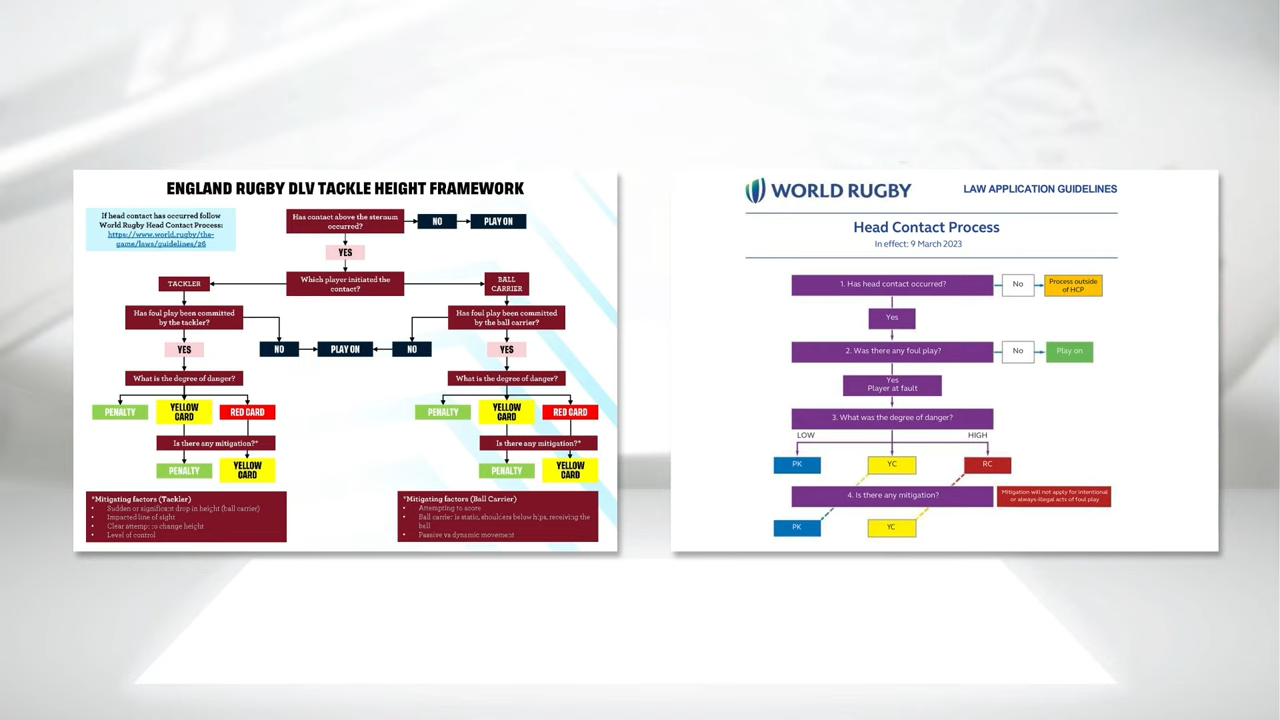 ENGLAND RUGBY DLV TACKLE HEIGHT FRAMEWORK
If head contact has occurred follow
World Rugby Head Contact Process:
https://www.world.rugby/the-
game/laws/guidelines/26
Has contact above the sternum
occurred?
NO
PLAY ON
YES
TACKLER
Which player initiated the
contact?
BALL
CARRIER
Has foul play been committed
by the tackler?
Has foul play been committed
by the ball carrier?
YES
NO
PLAY ON
NO
YES
What is the degree of danger?
What is the degree of danger?
PENALTY
YELLOW
CARD
RED CARD
PENALTY
YELLOW
CARD
RED CARD
Is there any mitigation?*
Is there any mitigation?*
PENALTY
YELLOW
CARD
PENALTY
YELLOW
CARD
*Mitigating factors (Tackler)
• Sudden or significant drop in height (ball carrier)
• Impacted line of sight
• Clear attempt to change height
• Level of control
*Mitigating factors (Ball Carrier)
• Attempting to score
• Ball carrier is static, shoulders below hips, receiving the
ball
• Passive vs dynamic movement
WORLD RUGBY
LAW APPLICATION GUIDELINES
Head Contact Process
In effect: 9 March 2023
1. Has head contact occurred?
No
Process outside
of HCP
Yes
2. Was there any foul play?
No
Play on
Yes
Player at fault
3. What was the degree of danger?
LOW
HIGH
PK
YC
RC
4. Is there any mitigation?
Mitigation will not apply for intentional
or always-illegal acts of foul play
PK
YC